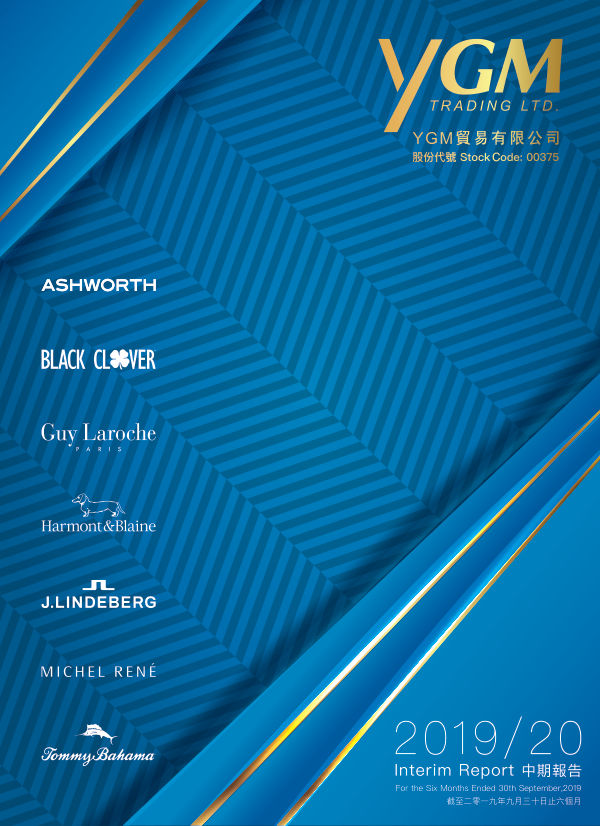 YGM
TRADING LTD.
YGM貿易有限公司
股份代號 Stock Code: 00375
ASHWORTH
BLACK CLOVER
Guy Laroche
PARIS
Harmont&Blaine
J.LINDEBERG
MICHEL RENÉ
Tommy Bahama
2019/20
Interim Report 中期報告
For the Six Months Ended 30th September,2019
截至二零一九年九月三十日止六個月